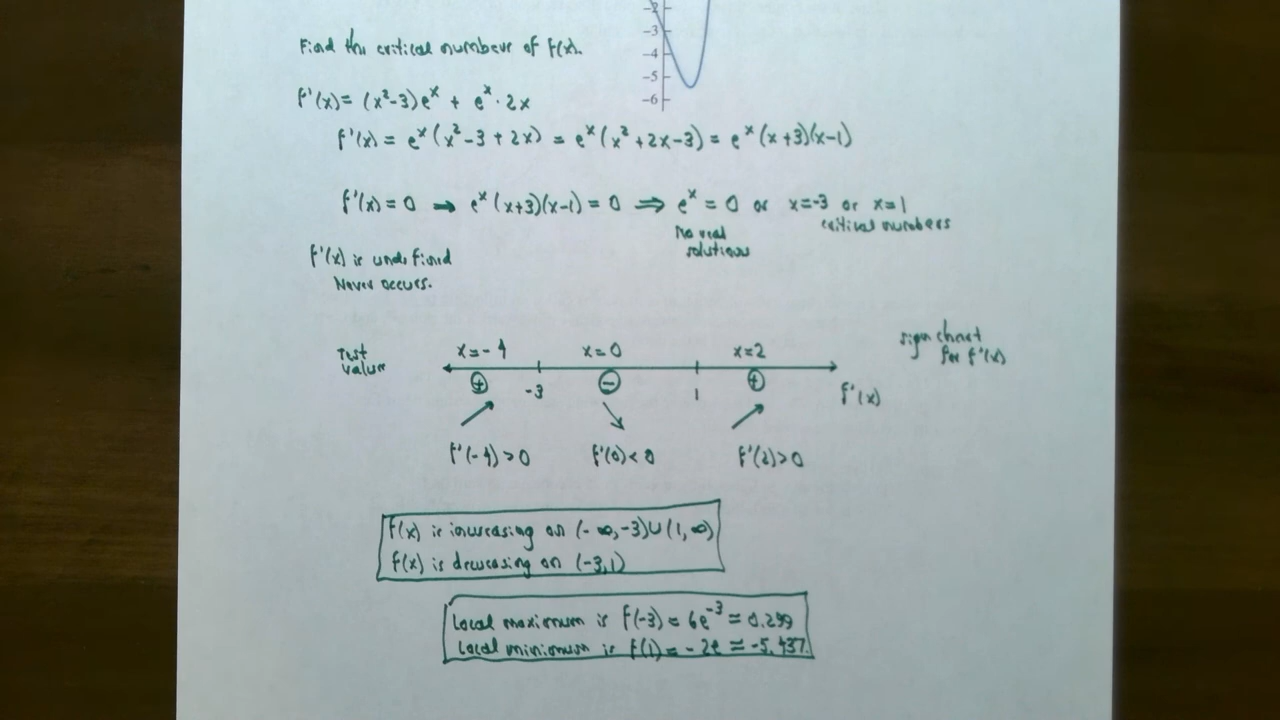 -2
-3
-4
-5
-6
Find the critical numbers of f(x).
f'(x) = (x²-3)eˣ + eˣ · 2x
f'(x) = eˣ(x²-3+2x) = eˣ(x²+2x-3) = eˣ(x+3)(x-1)
f'(x) = 0 ⇒ eˣ(x+3)(x-1) = 0 ⇒ eˣ = 0 or x=-3 or x=1
No real solutions
critical numbers
f'(x) is undefined
Never occurs.
Test values
x=-4 x=0 x=2
sign chart for f'(x)
+ -3 − 1 + f'(x)
f'(-4)>0 f'(0)<0 f'(2)>0
f(x) is increasing on (-∞,-3)∪(1,∞)
f(x) is decreasing on (-3,1)
Local maximum is f(-3) = 6e⁻³ ≈ 0.299
Local minimum is f(1) = -2e ≈ -5.437.